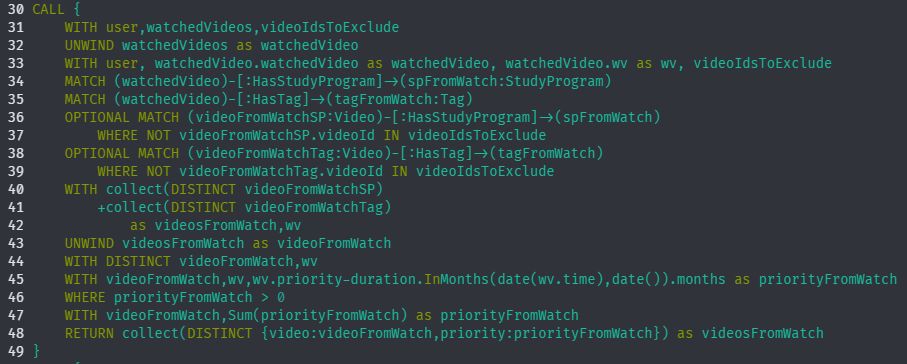 30 CALL {
31     WITH user,watchedVideos,videoIdsToExclude
32     UNWIND watchedVideos as watchedVideo
33     WITH user, watchedVideo.watchedVideo as watchedVideo, watchedVideo.wv as wv, videoIdsToExclude
34     MATCH (watchedVideo)-[:HasStudyProgram]->(spFromWatch:StudyProgram)
35     MATCH (watchedVideo)-[:HasTag]->(tagFromWatch:Tag)
36     OPTIONAL MATCH (videoFromWatchSP:Video)-[:HasStudyProgram]->(spFromWatch)
37         WHERE NOT videoFromWatchSP.videoId IN videoIdsToExclude
38     OPTIONAL MATCH (videoFromWatchTag:Video)-[:HasTag]->(tagFromWatch)
39         WHERE NOT videoFromWatchTag.videoId IN videoIdsToExclude
40     WITH collect(DISTINCT videoFromWatchSP)
41         +collect(DISTINCT videoFromWatchTag)
42             as videosFromWatch,wv
43     UNWIND videosFromWatch as videoFromWatch
44     WITH DISTINCT videoFromWatch,wv
45     WITH videoFromWatch,wv,wv.priority-duration.InMonths(date(wv.time),date()).months as priorityFromWatch
46     WHERE priorityFromWatch > 0
47     WITH videoFromWatch,Sum(priorityFromWatch) as priorityFromWatch
48     RETURN collect(DISTINCT {video:videoFromWatch,priority:priorityFromWatch}) as videosFromWatch
49 }